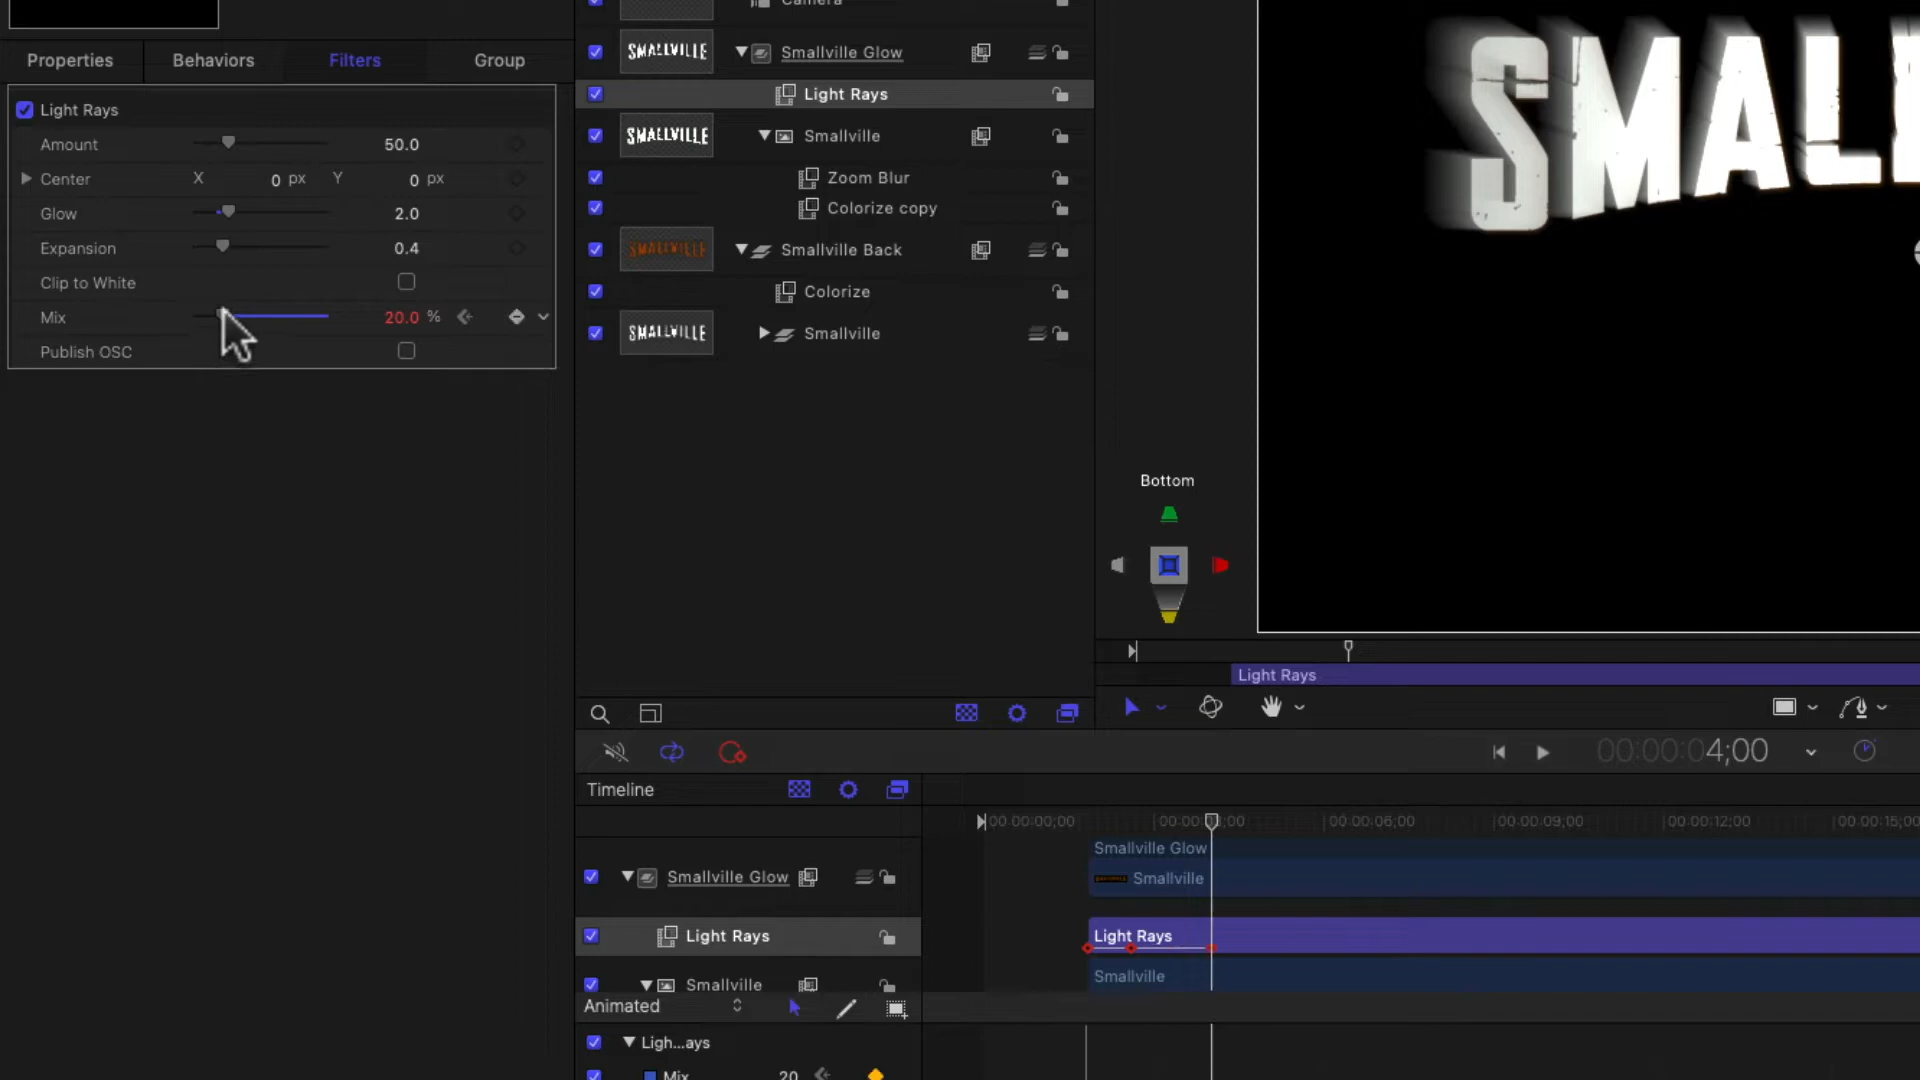 Camera
Properties
Behaviors
Filters
Group
Light Rays
Amount
50.0
Center
X
0 px
Y
0 px
Glow
2.0
Expansion
0.4
Clip to White
Mix
20.0 %
Publish OSC
SMALLVILLE
Smallville Glow
Light Rays
SMALLVILLE
Smallville
Zoom Blur
Colorize copy
SMALLVILLE
Smallville Back
Colorize
SMALLVILLE
Smallville
SMALL
Bottom
Light Rays
00:00:04;00
Timeline
00:00:00;00
00:00:06;00
00:00:09;00
00:00:12;00
00:00:15;00
Smallville Glow
Smallville Glow
Smallville
Light Rays
Light Rays
Smallville
Smallville
Animated
Ligh...ays
Mix
20